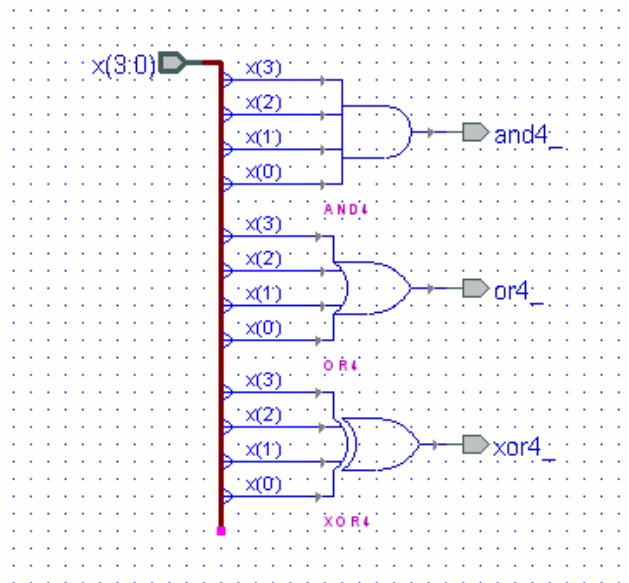 x(3:0)
x(3)
x(2)
x(1)
x(0)
and4_
AND4
x(3)
x(2)
x(1)
x(0)
or4_
OR4
x(3)
x(2)
x(1)
x(0)
xor4_
XOR4